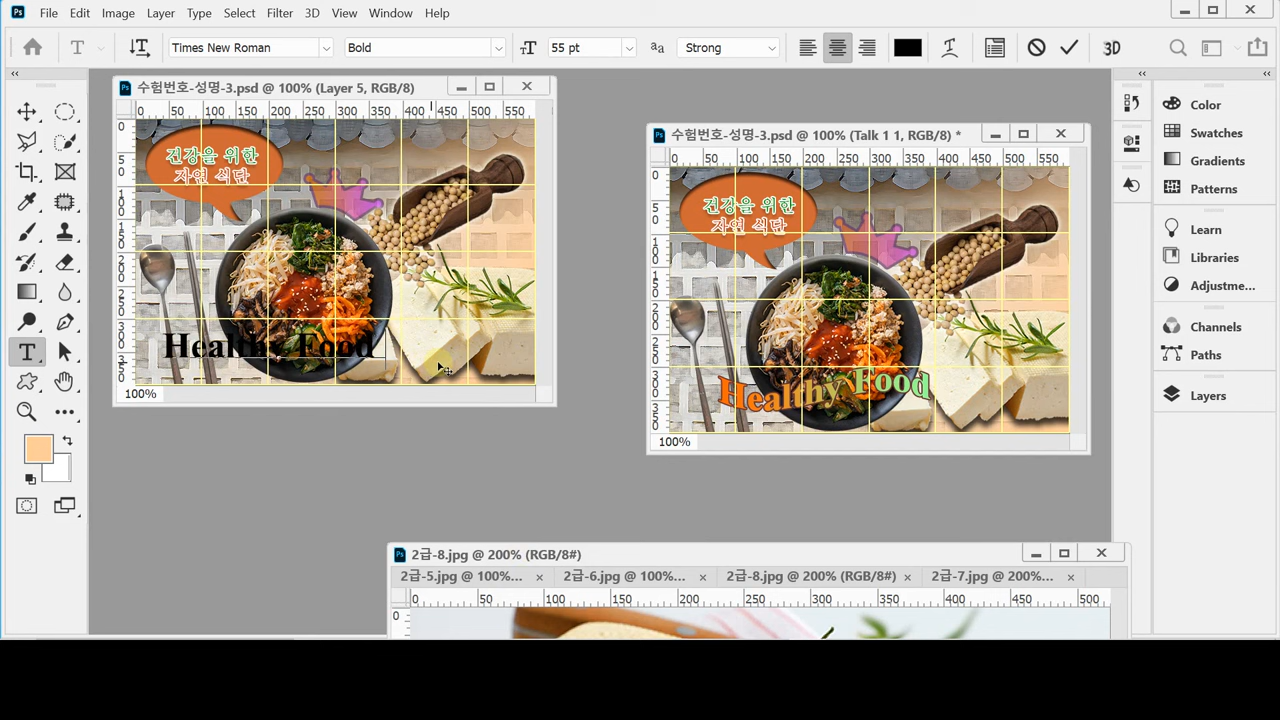 File Edit Image Layer Type Select Filter 3D View Window Help
Times New Roman Bold 55 pt Strong 3D
수험번호-성명-3.psd @ 100% (Layer 5, RGB/8)
0 50 100 150 200 250 300 350 400 450 500 550
건강을 위한
자연 식단
Healthy Food
100%
수험번호-성명-3.psd @ 100% (Talk 1 1, RGB/8) *
0 50 100 150 200 250 300 350 400 450 500 550
건강을 위한
자연 식단
Healthy Food
100%
2급-8.jpg @ 200% (RGB/8#)
2급-5.jpg @ 100%... 2급-6.jpg @ 100%... 2급-8.jpg @ 200% (RGB/8#) 2급-7.jpg @ 200%...
0 50 100 150 200 250 300 350 400 450 500
0
Color
Swatches
Gradients
Patterns
Learn
Libraries
Adjustme...
Channels
Paths
Layers